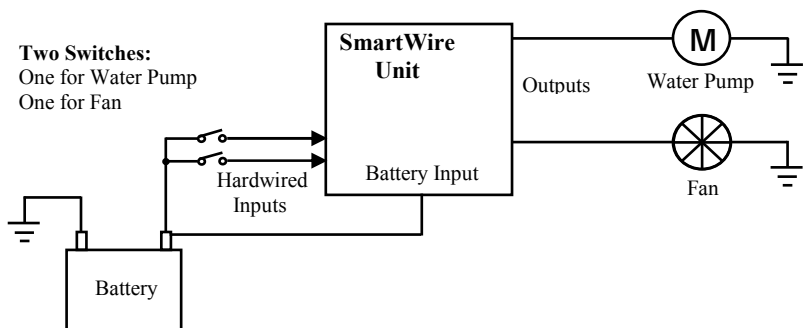 Two Switches:
One for Water Pump
One for Fan
SmartWire
Unit
Battery Input
Hardwired
Inputs
Outputs
M
Water Pump
Fan
Battery